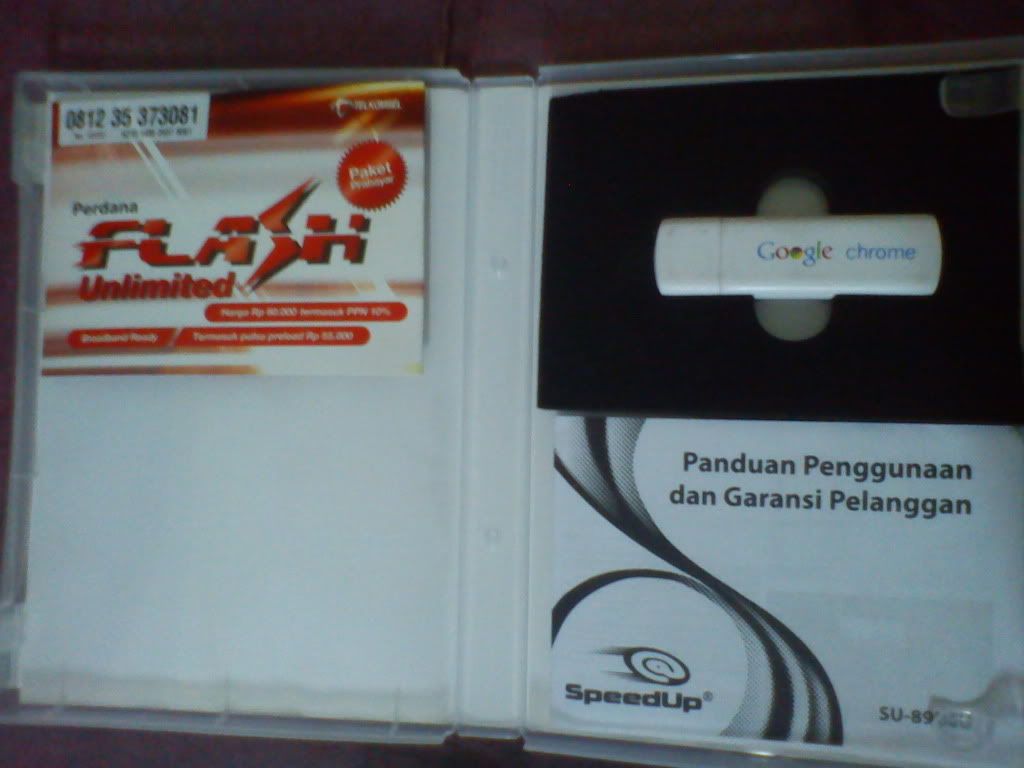 0812 35 373081
TELKOMSEL
Paket
Prabayar
Perdana
FLASH
Unlimited
Harga Rp 60.000 termasuk PPN 10%
Broadband Ready
Termasuk pulsa preload Rp 55.000
Google chrome
Panduan Penggunaan
dan Garansi Pelanggan
SpeedUp®